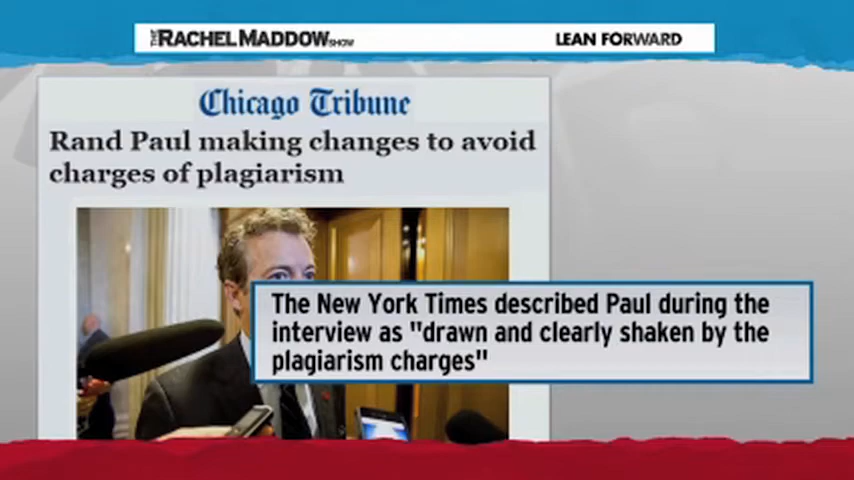 THE RACHEL MADDOW SHOW
LEAN FORWARD
Chicago Tribune
Rand Paul making changes to avoid
charges of plagiarism
The New York Times described Paul during the
interview as "drawn and clearly shaken by the
plagiarism charges"